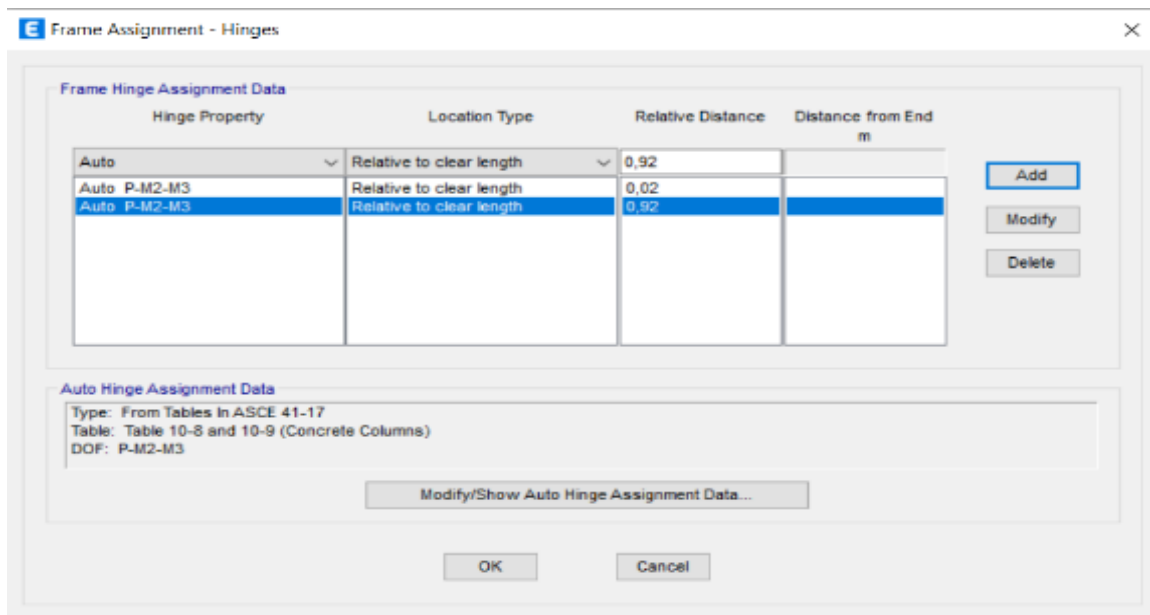 E Frame Assignment - Hinges
Frame Hinge Assignment Data
Hinge Property Location Type Relative Distance Distance from End
m
Auto Relative to clear length 0,92
Auto P-M2-M3 Relative to clear length 0,02
Auto P-M2-M3 Relative to clear length 0,92
Add
Modify
Delete
Auto Hinge Assignment Data
Type: From Tables In ASCE 41-17
Table: Table 10-8 and 10-9 (Concrete Columns)
DOF: P-M2-M3
Modify/Show Auto Hinge Assignment Data...
OK Cancel